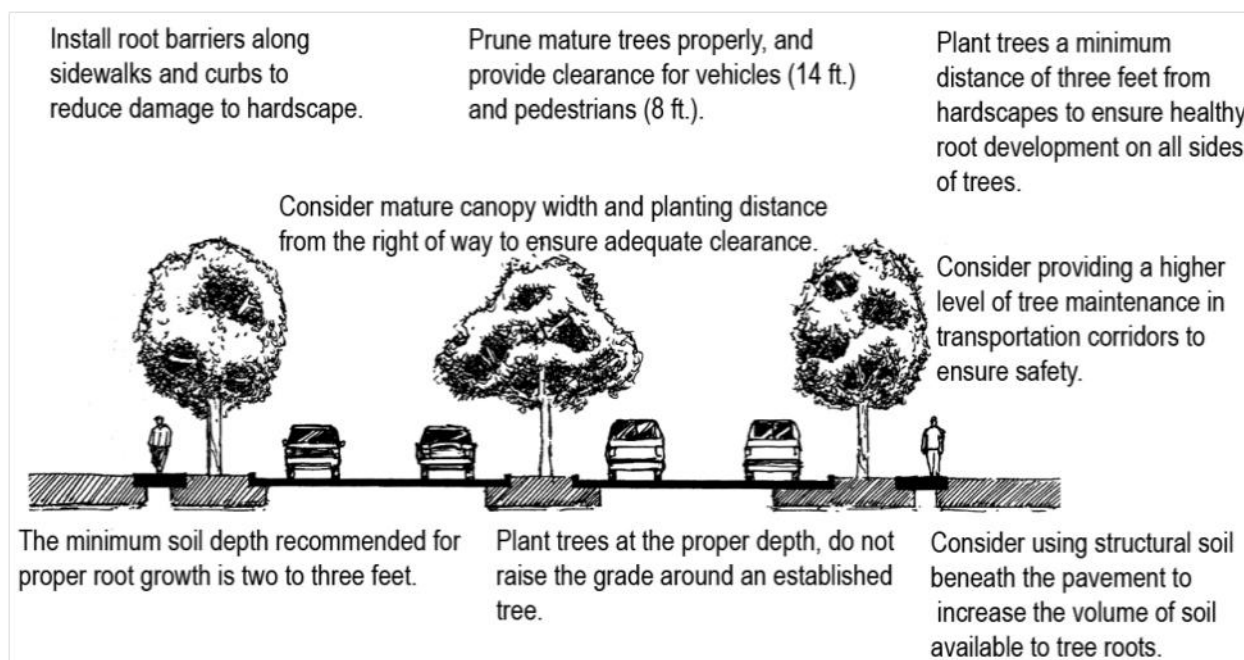 Install root barriers along
sidewalks and curbs to
reduce damage to hardscape.
Prune mature trees properly, and
provide clearance for vehicles (14 ft.)
and pedestrians (8 ft.).
Plant trees a minimum
distance of three feet from
hardscapes to ensure healthy
root development on all sides
of trees.
Consider mature canopy width and planting distance
from the right of way to ensure adequate clearance.
Consider providing a higher
level of tree maintenance in
transportation corridors to
ensure safety.
The minimum soil depth recommended for
proper root growth is two to three feet.
Plant trees at the proper depth, do not
raise the grade around an established
tree.
Consider using structural soil
beneath the pavement to
increase the volume of soil
available to tree roots.